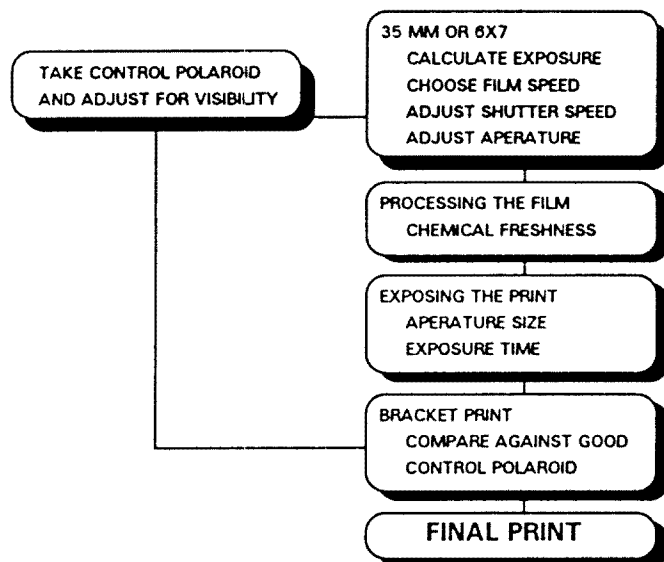 TAKE CONTROL POLAROID
AND ADJUST FOR VISIBILITY
35 MM OR 6X7
CALCULATE EXPOSURE
CHOOSE FILM SPEED
ADJUST SHUTTER SPEED
ADJUST APERATURE
PROCESSING THE FILM
CHEMICAL FRESHNESS
EXPOSING THE PRINT
APERATURE SIZE
EXPOSURE TIME
BRACKET PRINT
COMPARE AGAINST GOOD
CONTROL POLAROID
FINAL PRINT